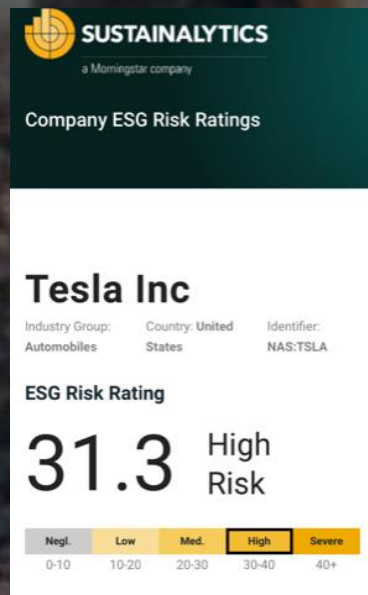 SUSTAINALYTICS
a Morningstar company
Company ESG Risk Ratings
Tesla Inc
Industry Group: Country: United Identifier:
Automobiles States NAS:TSLA
ESG Risk Rating
31.3 High
Risk
Negl. Low Med. High Severe
0-10 10-20 20-30 30-40 40+